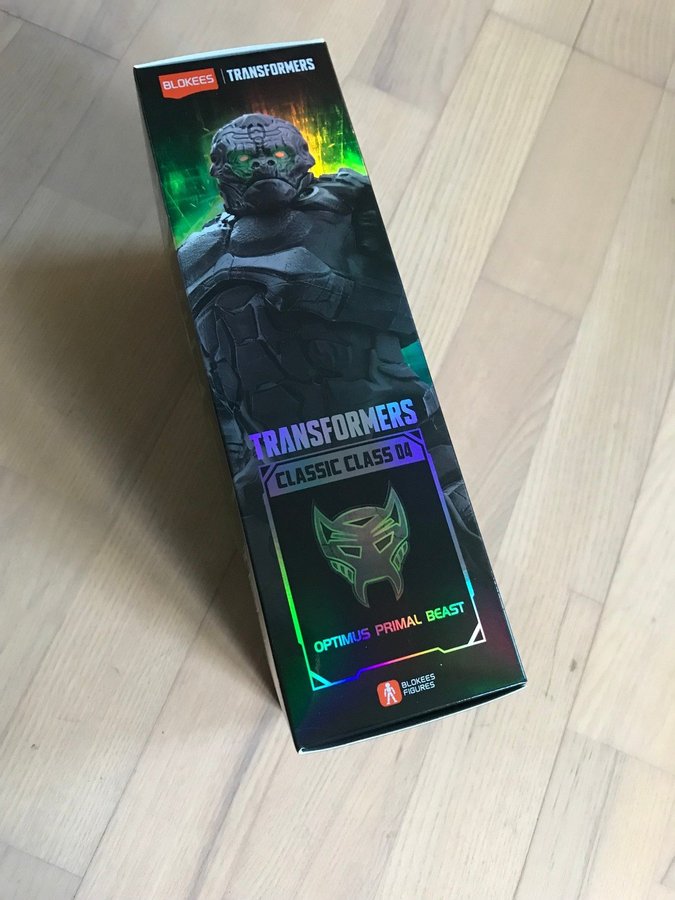 BLOKEES | TRANSFORMERS
TRANSFORMERS
CLASSIC CLASS 04
OPTIMUS PRIMAL BEAST
BLOKEES
FIGURES